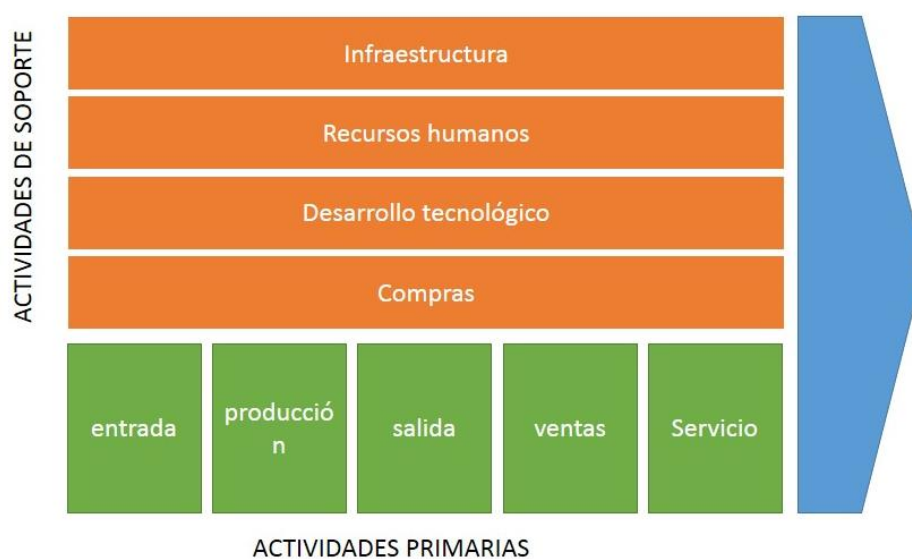 ACTIVIDADES DE SOPORTE
Infraestructura
Recursos humanos
Desarrollo tecnológico
Compras
entrada
producció
n
salida
ventas
Servicio
ACTIVIDADES PRIMARIAS